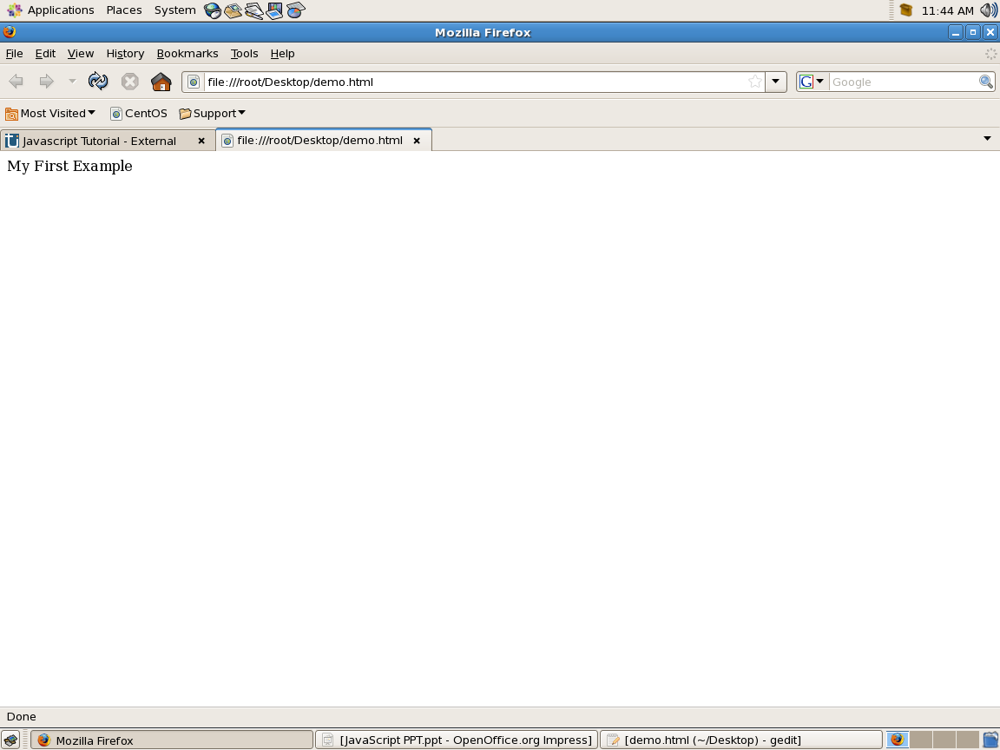 Applications Places System 11:44 AM
Mozilla Firefox
File Edit View History Bookmarks Tools Help
file:///root/Desktop/demo.html G Google
Most Visited CentOS Support
Javascript Tutorial - External file:///root/Desktop/demo.html
My First Example
Done
Mozilla Firefox [JavaScript PPT.ppt - OpenOffice.org Impress] [demo.html (~/Desktop) - gedit]